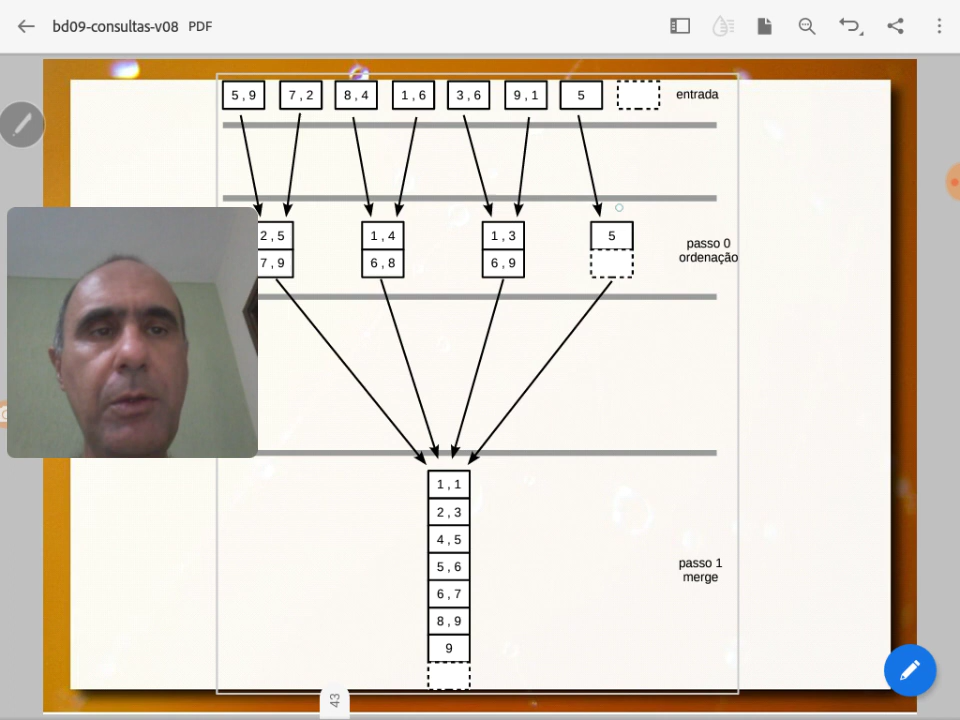 bd09-consultas-v08 PDF
5 , 9 7 , 2 8 , 4 1 , 6 3 , 6 9 , 1 5 entrada
2 , 5 1 , 4 1 , 3 5
7 , 9 6 , 8 6 , 9
passo 0
ordenação
1 , 1
2 , 3
4 , 5
5 , 6
6 , 7
8 , 9
9
passo 1
merge
43